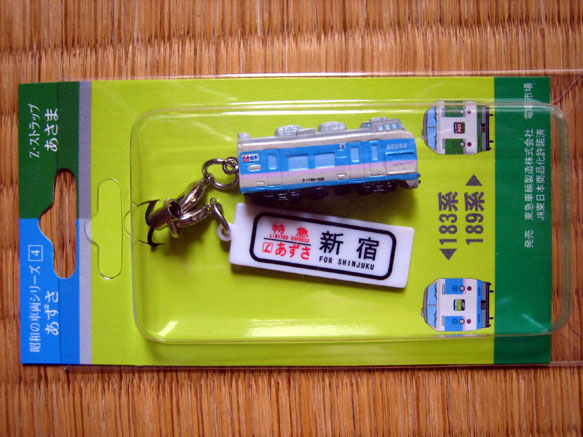 Z・ストラップ
あさま
昭和の車両シリーズ 4
あずさ
特急
LIMITED EXPRESS
あずさ
新宿
FOR SHINJUKU
◀183系
189系▶
発売 東急車輛製造株式会社
JR東日本商品化許諾済